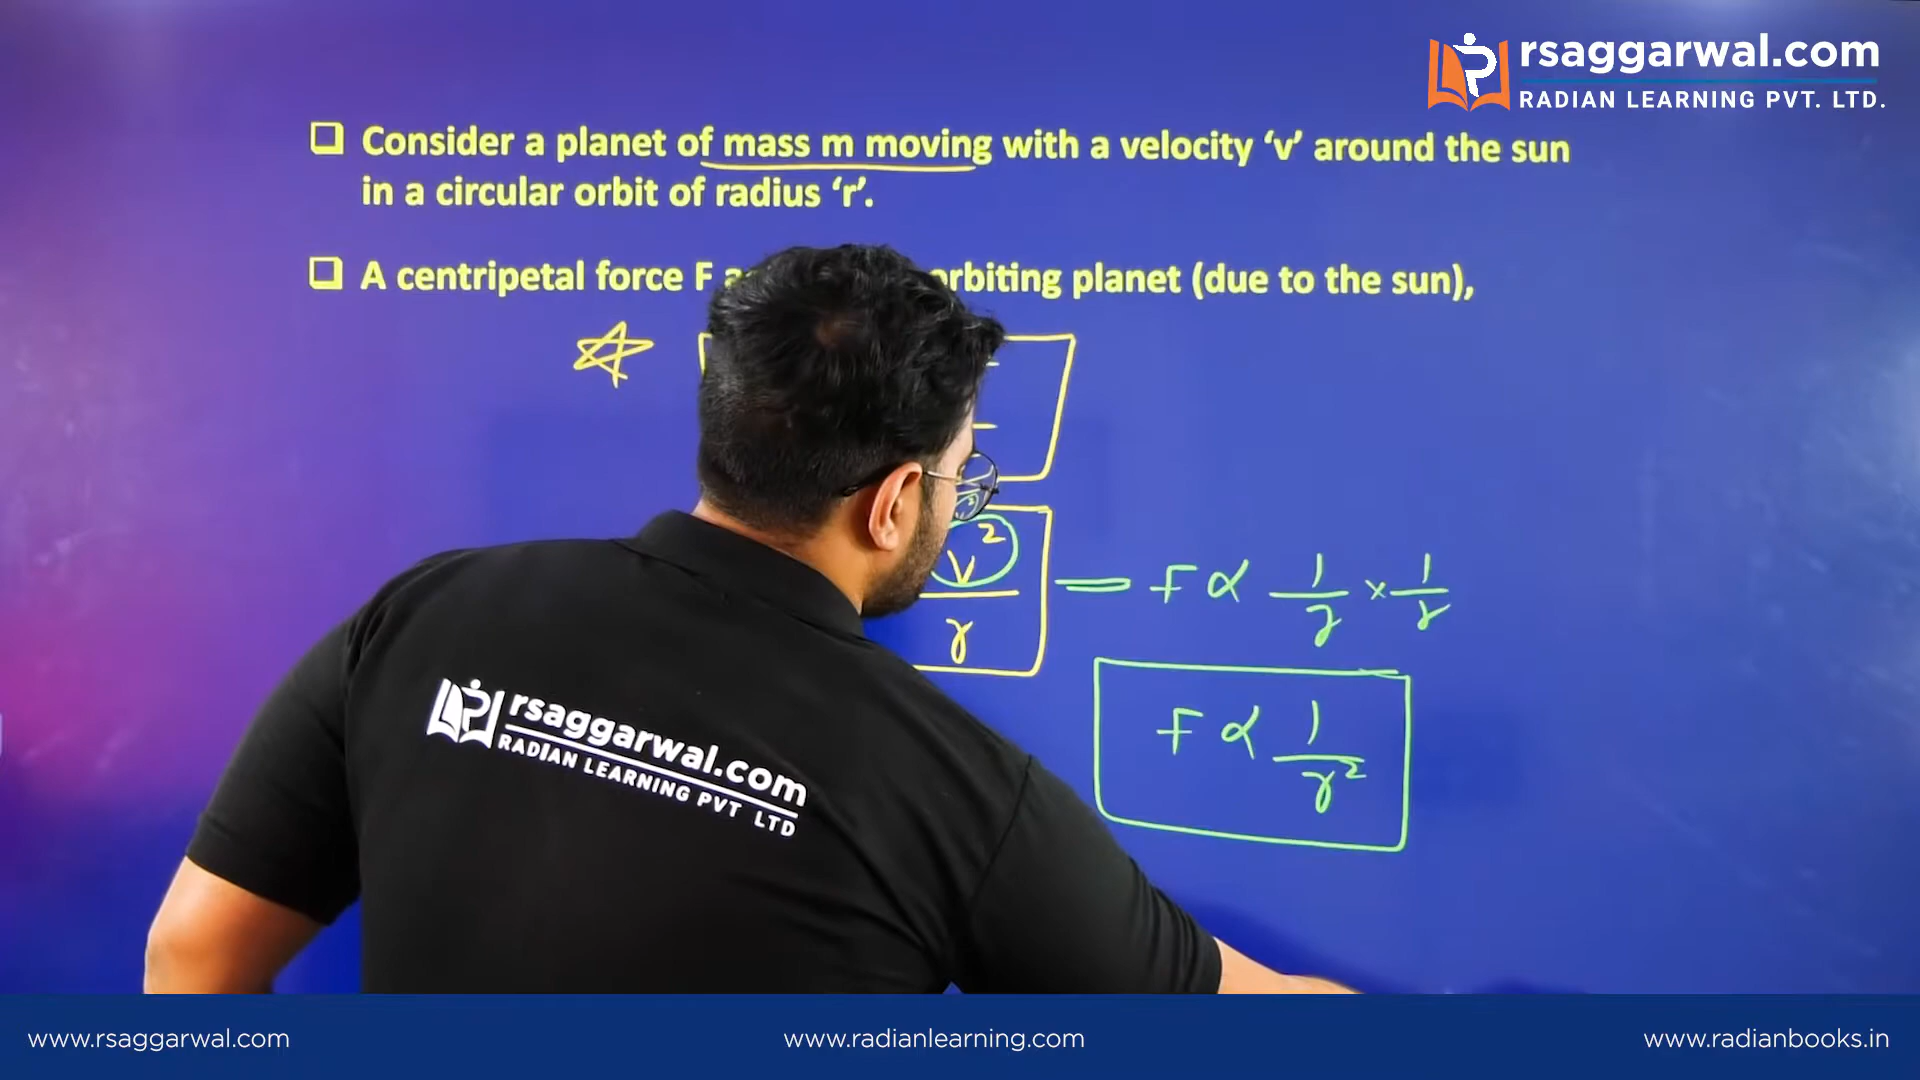 rsaggarwal.com
RADIAN LEARNING PVT. LTD.
❑ Consider a planet of mass m moving with a velocity ‘v’ around the sun
in a circular orbit of radius ‘r’.
❑ A centripetal force F orbiting planet (due to the sun),
v²
r
= F ∝ 1/r × 1/r
F ∝ 1/r²
rsaggarwal.com
RADIAN LEARNING PVT LTD
www.rsaggarwal.com
www.radianlearning.com
www.radianbooks.in